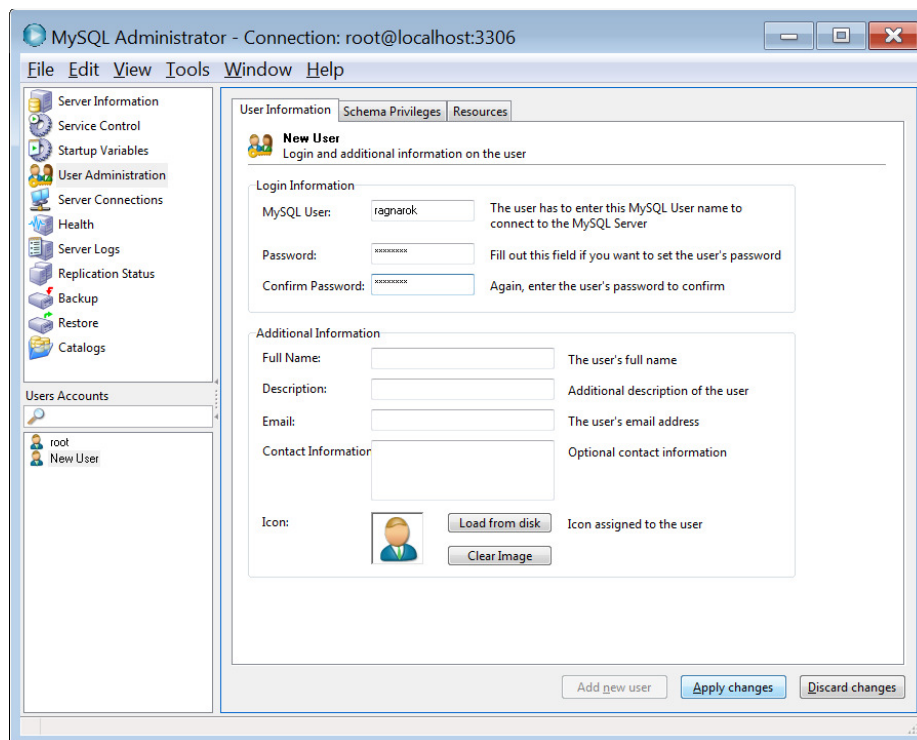 MySQL Administrator - Connection: root@localhost:3306
File Edit View Tools Window Help
Server Information
Service Control
Startup Variables
User Administration
Server Connections
Health
Server Logs
Replication Status
Backup
Restore
Catalogs
Users Accounts
root
New User
User Information Schema Privileges Resources
New User
Login and additional information on the user
Login Information
MySQL User: ragnarok The user has to enter this MySQL User name to
connect to the MySQL Server
Password: xxxxxxxx Fill out this field if you want to set the user's password
Confirm Password: xxxxxxxx Again, enter the user's password to confirm
Additional Information
Full Name: The user's full name
Description: Additional description of the user
Email: The user's email address
Contact Information Optional contact information
Icon: Load from disk Icon assigned to the user
Clear Image
Add new user Apply changes Discard changes